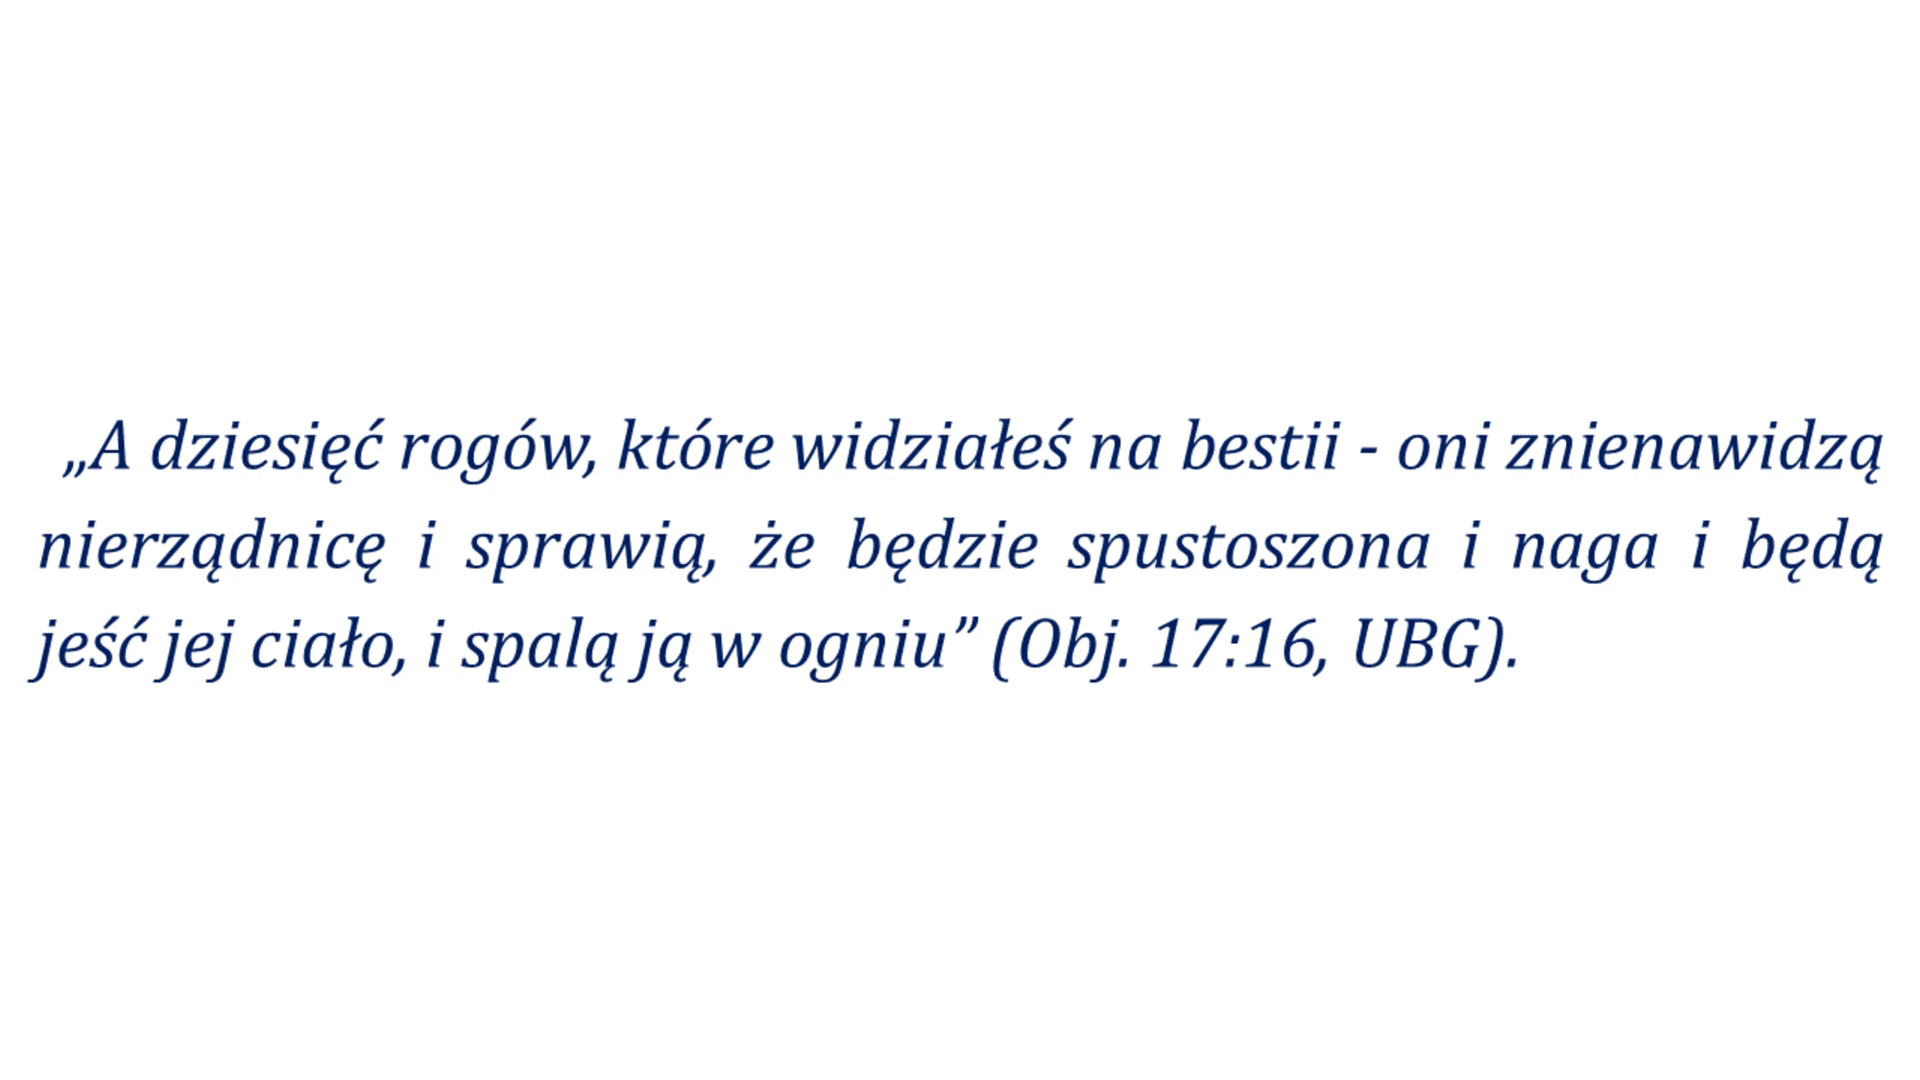 „A dziesięć rogów, które widziałeś na bestii - oni znienawidzą
nierządnicę i sprawią, że będzie spustoszona i naga i będą
jeść jej ciało, i spalą ją w ogniu” (Obj. 17:16, UBG).